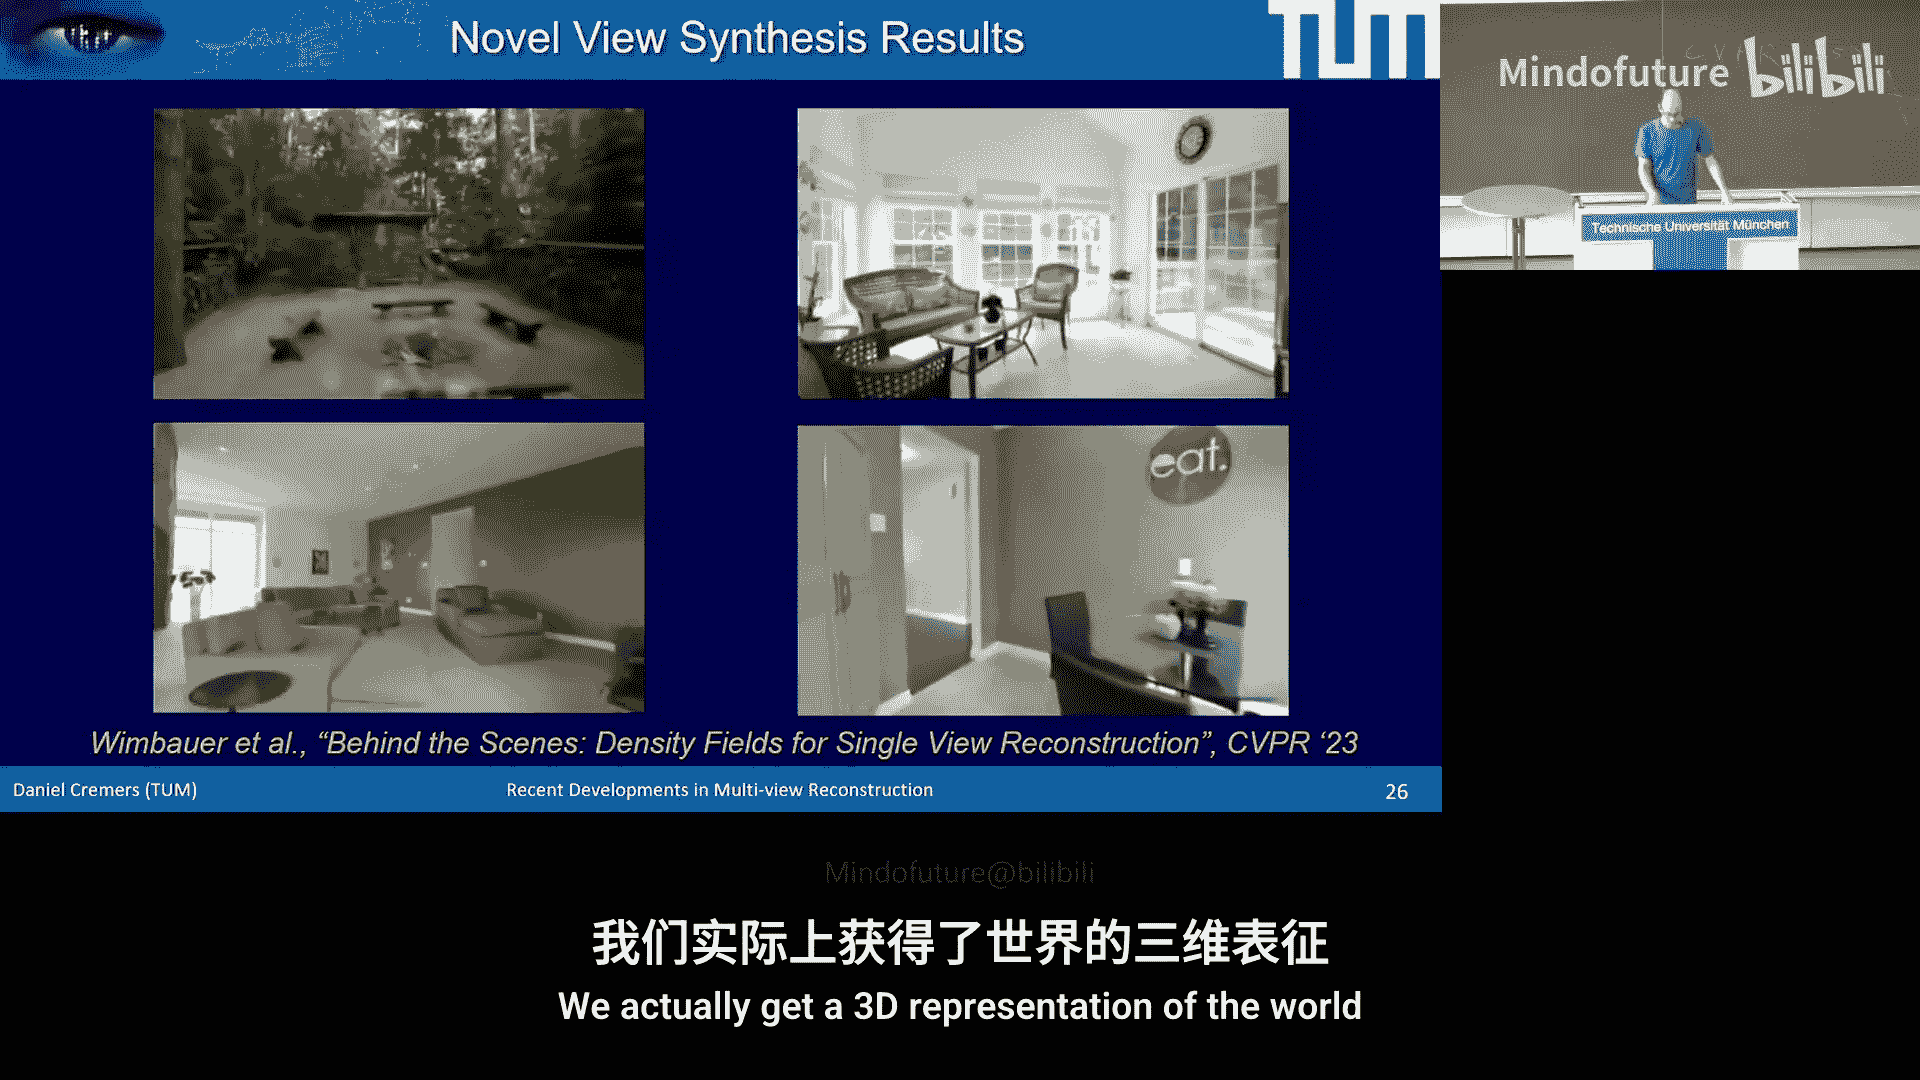 Novel View Synthesis Results
TUM
Mindofuture bilibili
Technische Universität München
eat.
Wimbauer et al., “Behind the Scenes: Density Fields for Single View Reconstruction”, CVPR ‘23
Daniel Cremers (TUM)
Recent Developments in Multi-view Reconstruction
26
Mindofuture@bilibili
我们实际上获得了世界的三维表征
We actually get a 3D representation of the world